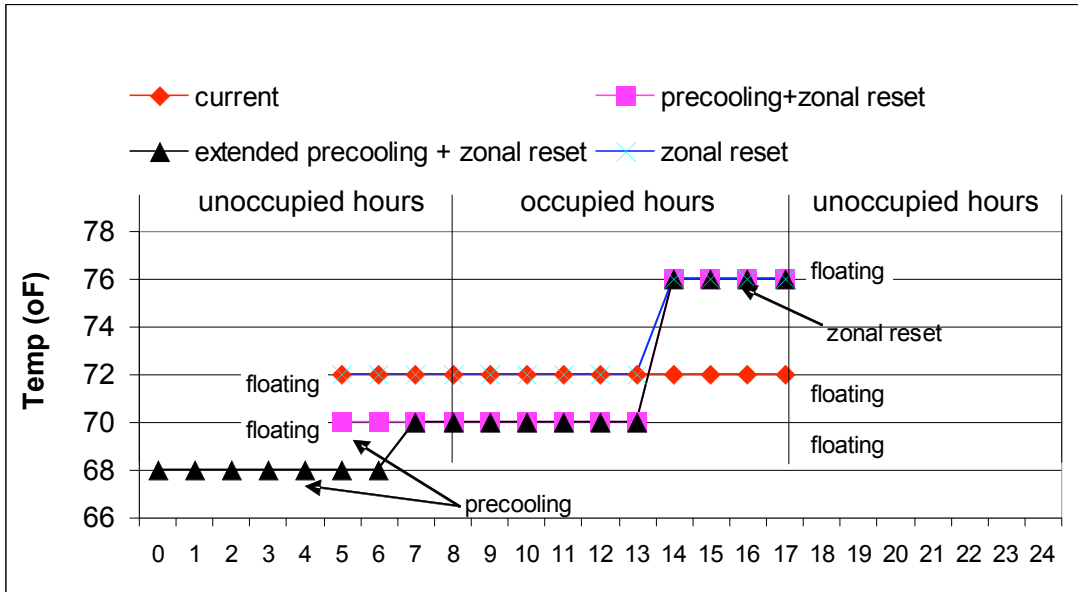 current precooling+zonal reset
extended precooling + zonal reset zonal reset
unoccupied hours occupied hours unoccupied hours
78
76
74
72
70
68
66
Temp (oF)
floating
zonal reset
floating
floating
floating
floating
precooling
0 1 2 3 4 5 6 7 8 9 10 11 12 13 14 15 16 17 18 19 20 21 22 23 24